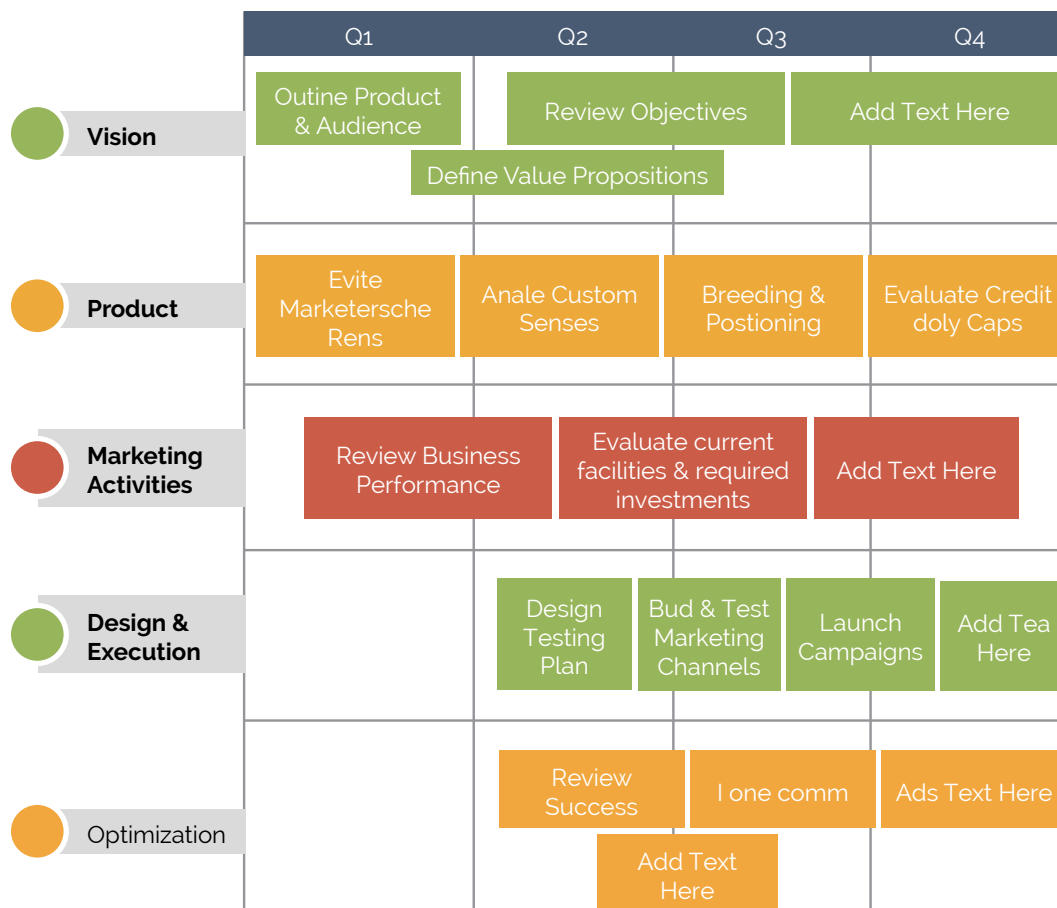 Q1 Q2 Q3 Q4
Vision
Outine Product
& Audience
Review Objectives
Add Text Here
Define Value Propositions
Product
Evite
Marketersche
Rens
Anale Custom
Senses
Breeding &
Postioning
Evaluate Credit
doly Caps
Marketing
Activities
Review Business
Performance
Evaluate current
facilities & required
investments
Add Text Here
Design &
Execution
Design
Testing
Plan
Bud & Test
Marketing
Channels
Launch
Campaigns
Add Tea
Here
Optimization
Review
Success
I one comm
Ads Text Here
Add Text
Here